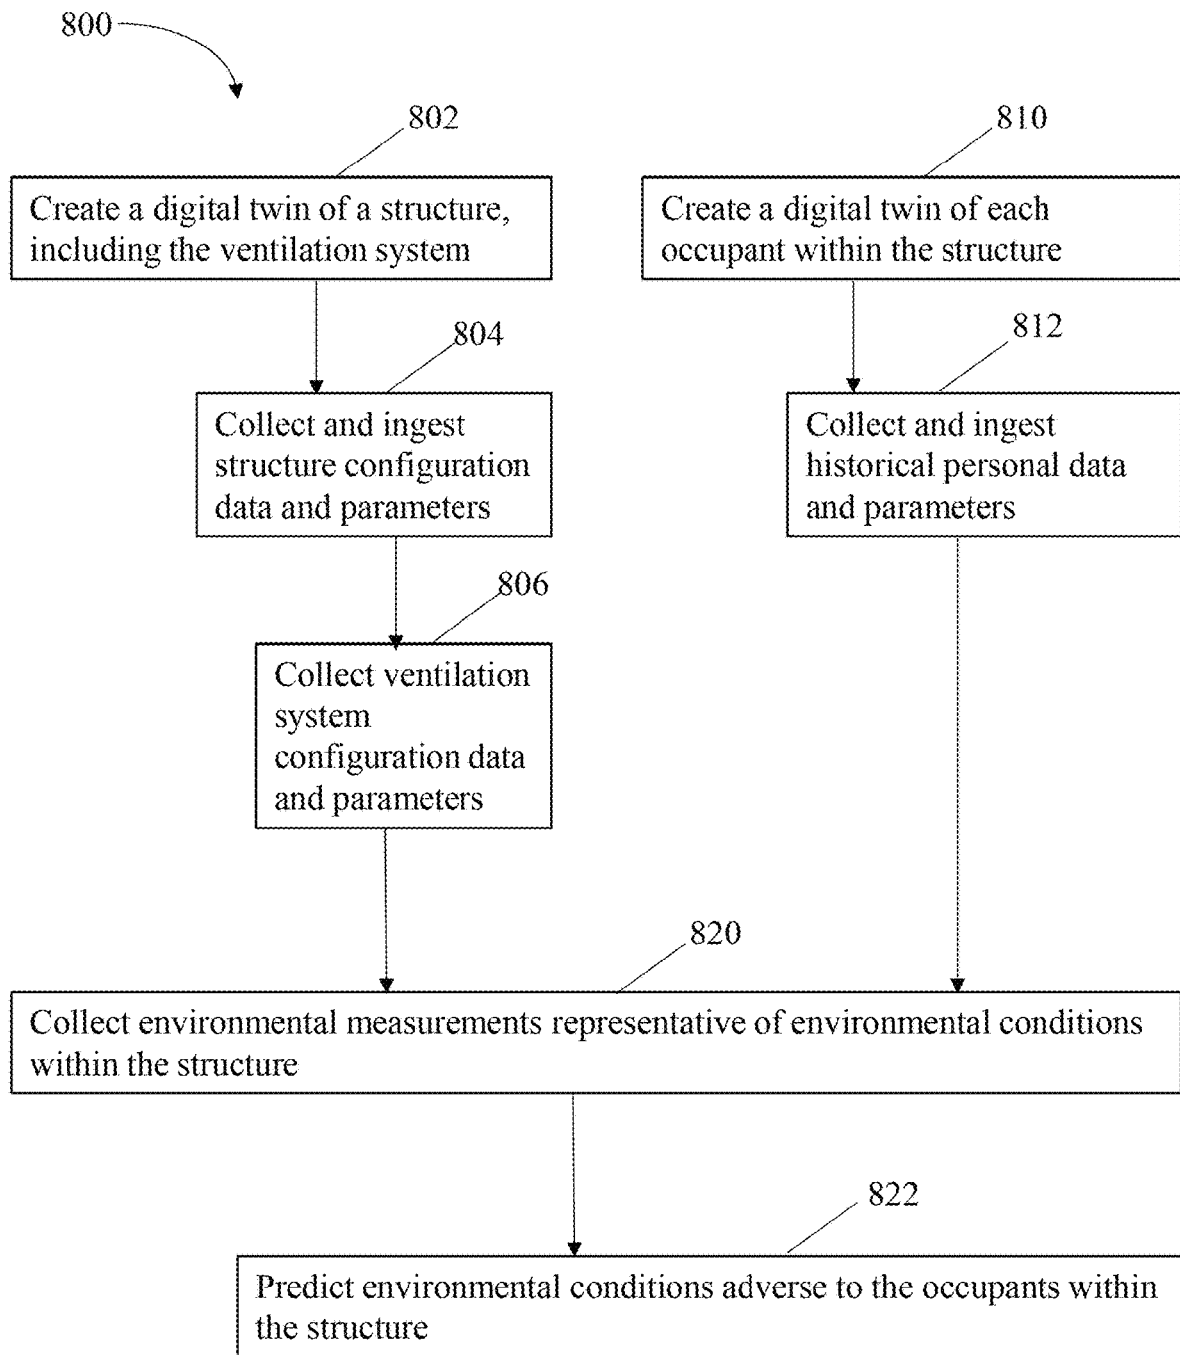 800
802
Create a digital twin of a structure,
including the ventilation system
810
Create a digital twin of each
occupant within the structure
804
Collect and ingest
structure configuration
data and parameters
812
Collect and ingest
historical personal data
and parameters
806
Collect ventilation
system
configuration data
and parameters
820
Collect environmental measurements representative of environmental conditions
within the structure
822
Predict environmental conditions adverse to the occupants within
the structure